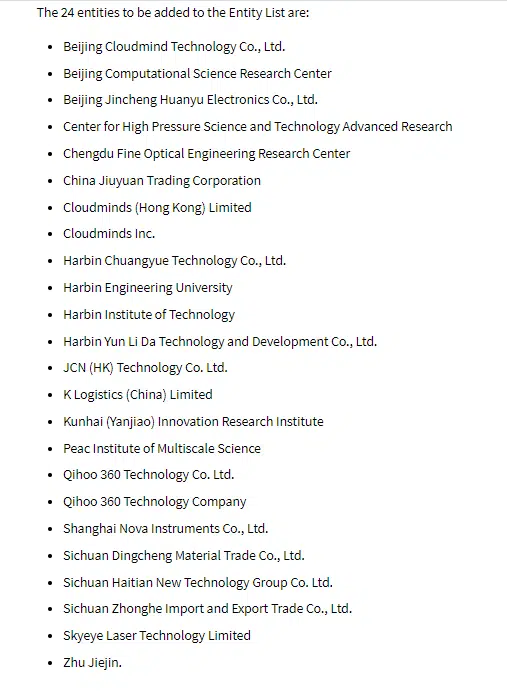 The 24 entities to be added to the Entity List are:
• Beijing Cloudmind Technology Co., Ltd.
• Beijing Computational Science Research Center
• Beijing Jincheng Huanyu Electronics Co., Ltd.
• Center for High Pressure Science and Technology Advanced Research
• Chengdu Fine Optical Engineering Research Center
• China Jiuyuan Trading Corporation
• Cloudminds (Hong Kong) Limited
• Cloudminds Inc.
• Harbin Chuangyue Technology Co., Ltd.
• Harbin Engineering University
• Harbin Institute of Technology
• Harbin Yun Li Da Technology and Development Co., Ltd.
• JCN (HK) Technology Co. Ltd.
• K Logistics (China) Limited
• Kunhai (Yanjiao) Innovation Research Institute
• Peac Institute of Multiscale Science
• Qihoo 360 Technology Co. Ltd.
• Qihoo 360 Technology Company
• Shanghai Nova Instruments Co., Ltd.
• Sichuan Dingcheng Material Trade Co., Ltd.
• Sichuan Haitian New Technology Group Co. Ltd.
• Sichuan Zhonghe Import and Export Trade Co., Ltd.
• Skyeye Laser Technology Limited
• Zhu Jiejin.